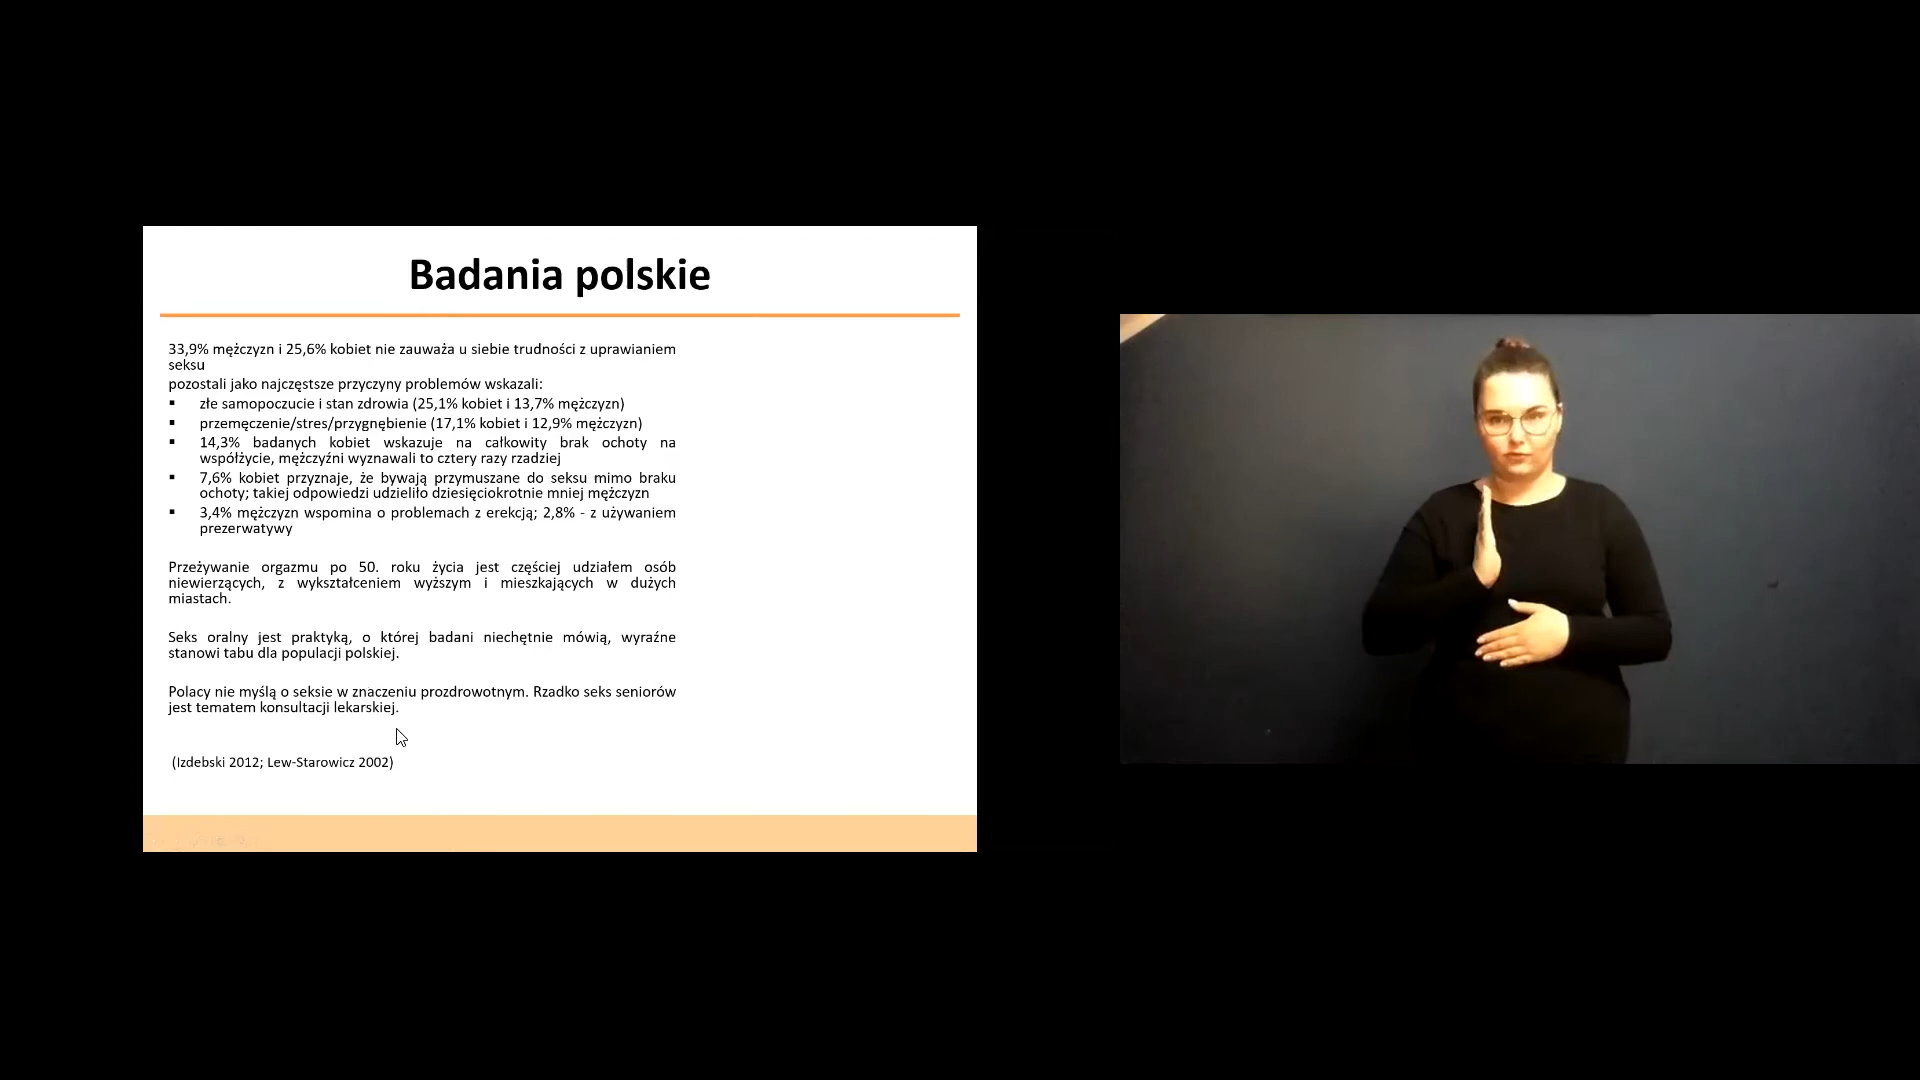 Badania polskie
33,9% mężczyzn i 25,6% kobiet nie zauważa u siebie trudności z uprawianiem
seksu
pozostali jako najczęstsze przyczyny problemów wskazali:
▪ złe samopoczucie i stan zdrowia (25,1% kobiet i 13,7% mężczyzn)
▪ przemęczenie/stres/przygnębienie (17,1% kobiet i 12,9% mężczyzn)
▪ 14,3% badanych kobiet wskazuje na całkowity brak ochoty na
współżycie, mężczyźni wyznawali to cztery razy rzadziej
▪ 7,6% kobiet przyznaje, że bywają przymuszane do seksu mimo braku
ochoty; takiej odpowiedzi udzieliło dziesięciokrotnie mniej mężczyzn
▪ 3,4% mężczyzn wspomina o problemach z erekcją; 2,8% - z używaniem
prezerwatywy
Przeżywanie orgazmu po 50. roku życia jest częściej udziałem osób
niewierzących, z wykształceniem wyższym i mieszkających w dużych
miastach.
Seks oralny jest praktyką, o której badani niechętnie mówią, wyraźne
stanowi tabu dla populacji polskiej.
Polacy nie myślą o seksie w znaczeniu prozdrowotnym. Rzadko seks seniorów
jest tematem konsultacji lekarskiej.
(Izdebski 2012; Lew-Starowicz 2002)